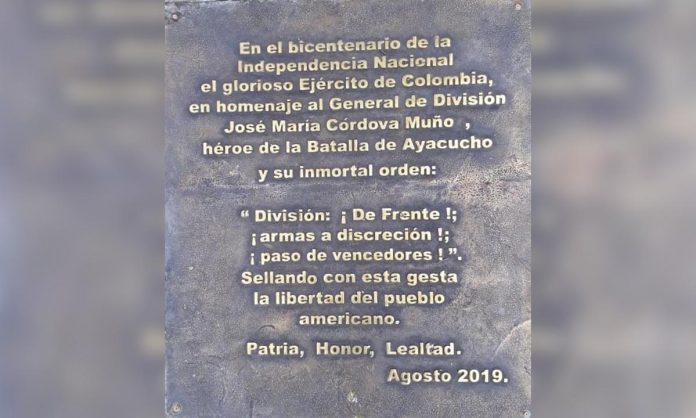 En el bicentenario de la
Independencia Nacional
el glorioso Ejército de Colombia,
en homenaje al General de División
José María Córdova Muño ,
héroe de la Batalla de Ayacucho
y su inmortal orden:
“ División: ¡ De Frente !;
¡ armas a discreción !;
¡ paso de vencedores ! ”.
Sellando con esta gesta
la libertad del pueblo
americano.
Patria, Honor, Lealtad.
Agosto 2019.